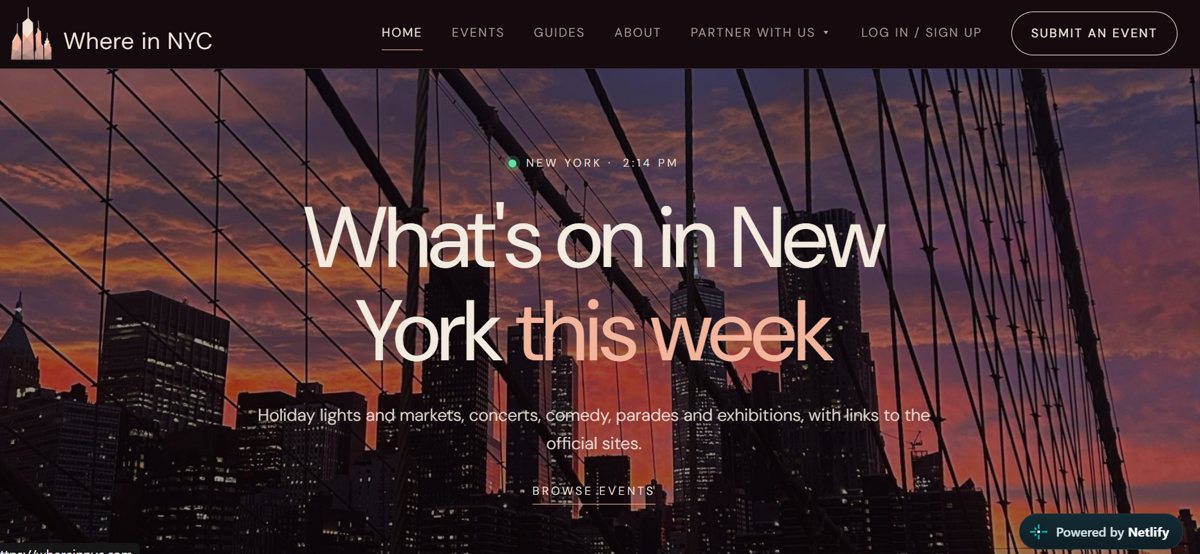 Where in NYC
HOME
EVENTS
GUIDES
ABOUT
PARTNER WITH US
LOG IN / SIGN UP
SUBMIT AN EVENT
NEW YORK · 2:14 PM
What's on in New
York this week
Holiday lights and markets, concerts, comedy, parades and exhibitions, with links to the
official sites.
BROWSE EVENTS
Powered by Netlify